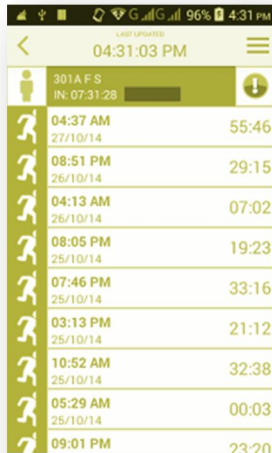 G G 96% 4:31 PM
LAST UPDATED
04:31:03 PM
301A F S
IN: 07:31:28
04:37 AM 55:46
27/10/14
08:51 PM 29:15
26/10/14
04:13 AM 07:02
26/10/14
08:05 PM 19:23
25/10/14
07:46 PM 33:16
25/10/14
03:13 PM 21:12
25/10/14
10:52 AM 32:38
25/10/14
05:29 AM 00:03
25/10/14
09:01 PM 23:20